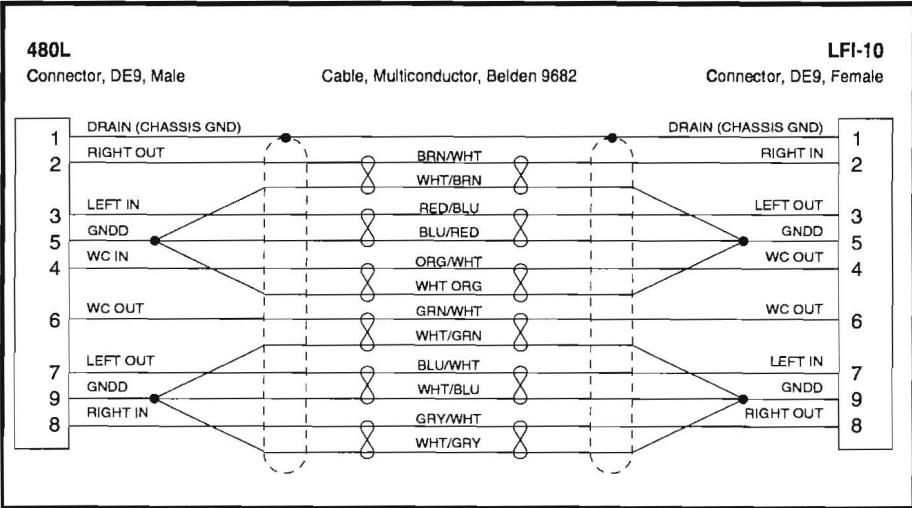 480L LFI-10
Connector, DE9, Male Cable, Multiconductor, Belden 9682 Connector, DE9, Female
DRAIN (CHASSIS GND) DRAIN (CHASSIS GND)
1 1
RIGHT OUT BRN/WHT RIGHT IN
2 2
WHT/BRN
LEFT IN RED/BLU LEFT OUT
3 3
GNDD BLU/RED GNDD
5 5
WC IN ORG/WHT WC OUT
4 4
WHT ORG
WC OUT GRN/WHT WC OUT
6 6
WHT/GRN
LEFT OUT BLU/WHT LEFT IN
7 7
GNDD WHT/BLU GNDD
9 9
RIGHT IN GRY/WHT RIGHT OUT
8 8
WHT/GRY